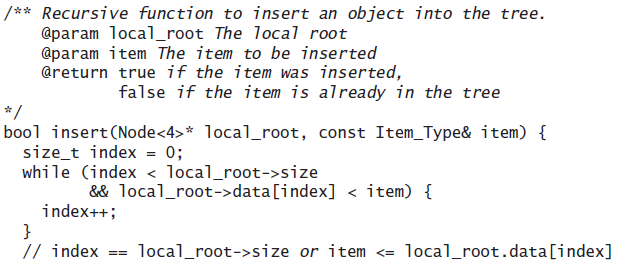 /** Recursive function to insert an object into the tree.
@param local_root The local root
@param item The item to be inserted
@return true if the item was inserted,
false if the item is already in the tree
*/
bool insert(Node<4>* local_root, const Item_Type& item) {
size_t index = 0;
while (index < local_root->size
&& local_root->data[index] < item) {
index++;
}
// index == local_root->size or item <= local_root.data[index]